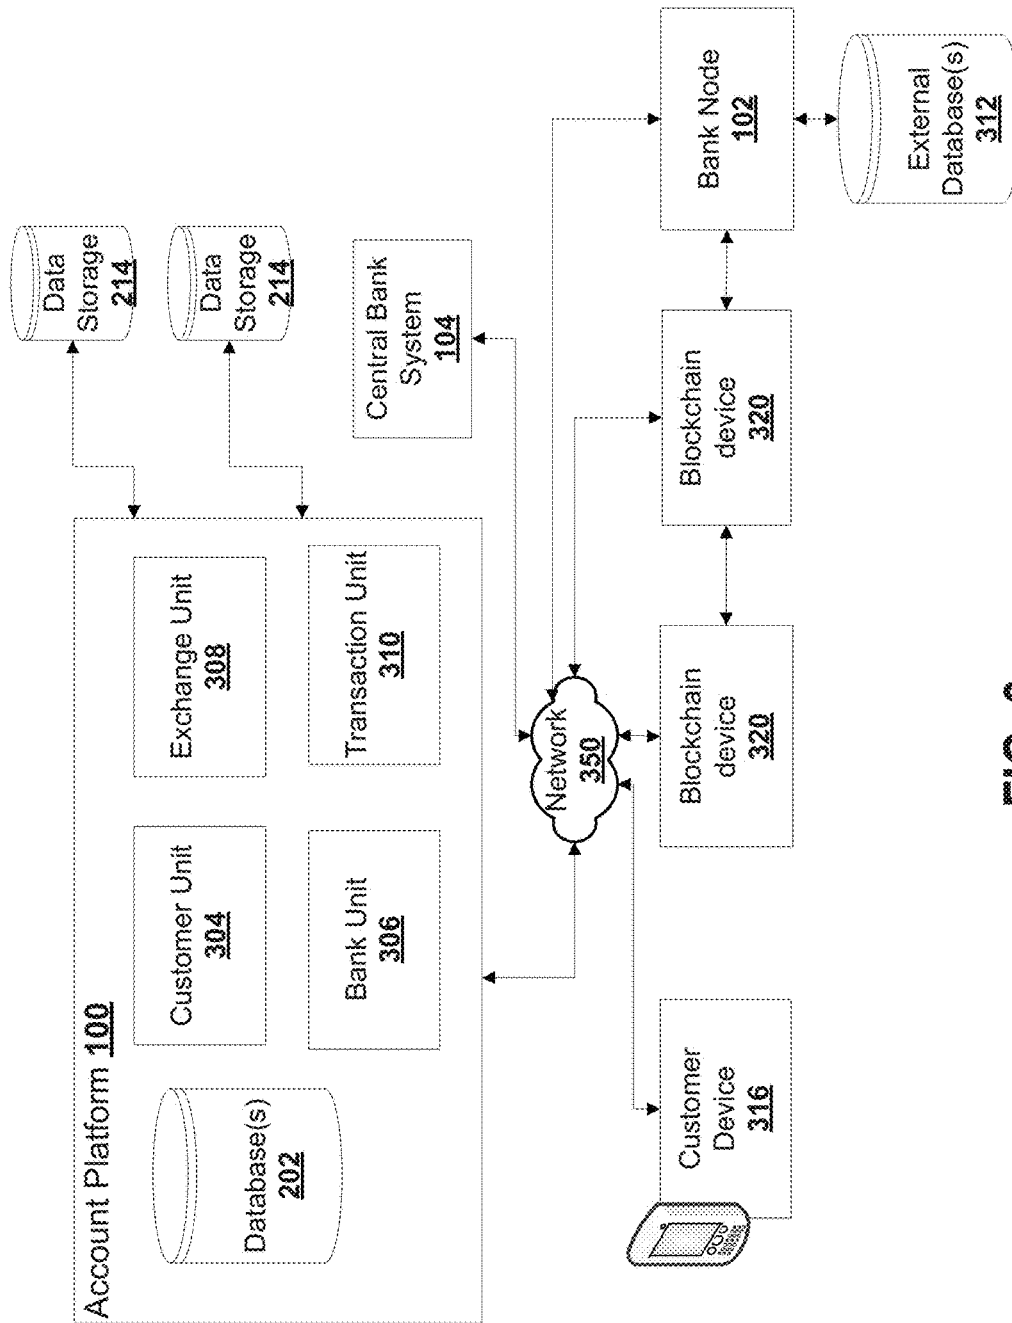 Account Platform 100
Database(s)
202
Customer Unit
304
Bank Unit
306
Exchange Unit
308
Transaction Unit
310
Data
Storage
214
Data
Storage
214
Central Bank
System
104
Network
350
Customer
Device
316
Blockchain
device
320
Blockchain
device
320
Bank Node
102
External
Database(s)
312